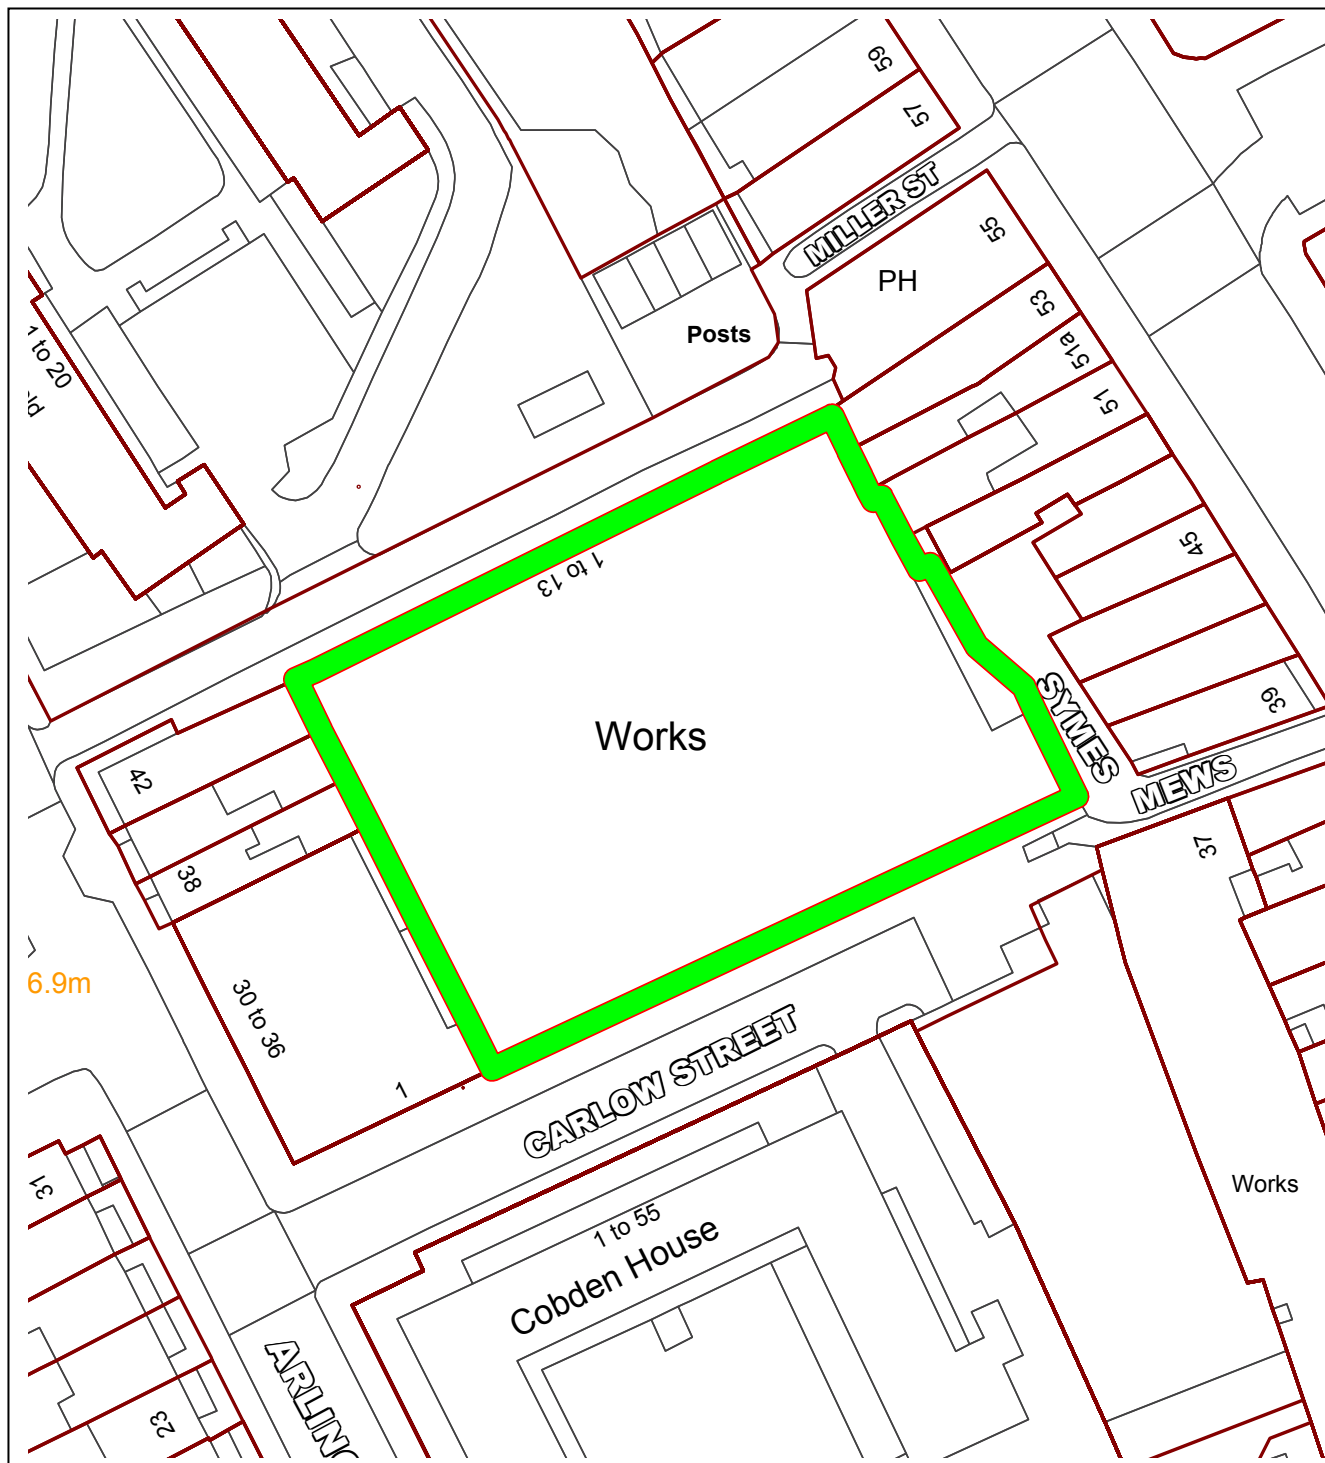 59
57
MILLER ST
55
PH
53
Posts
51a
1 to 20
51
ld
45
1 to 13
SYMES
MEWS
39
Works
42
38
37
6.9m
30 to 36
1
CARLOW STREET
31
Works
1 to 55
Cobden House
ARLING
23